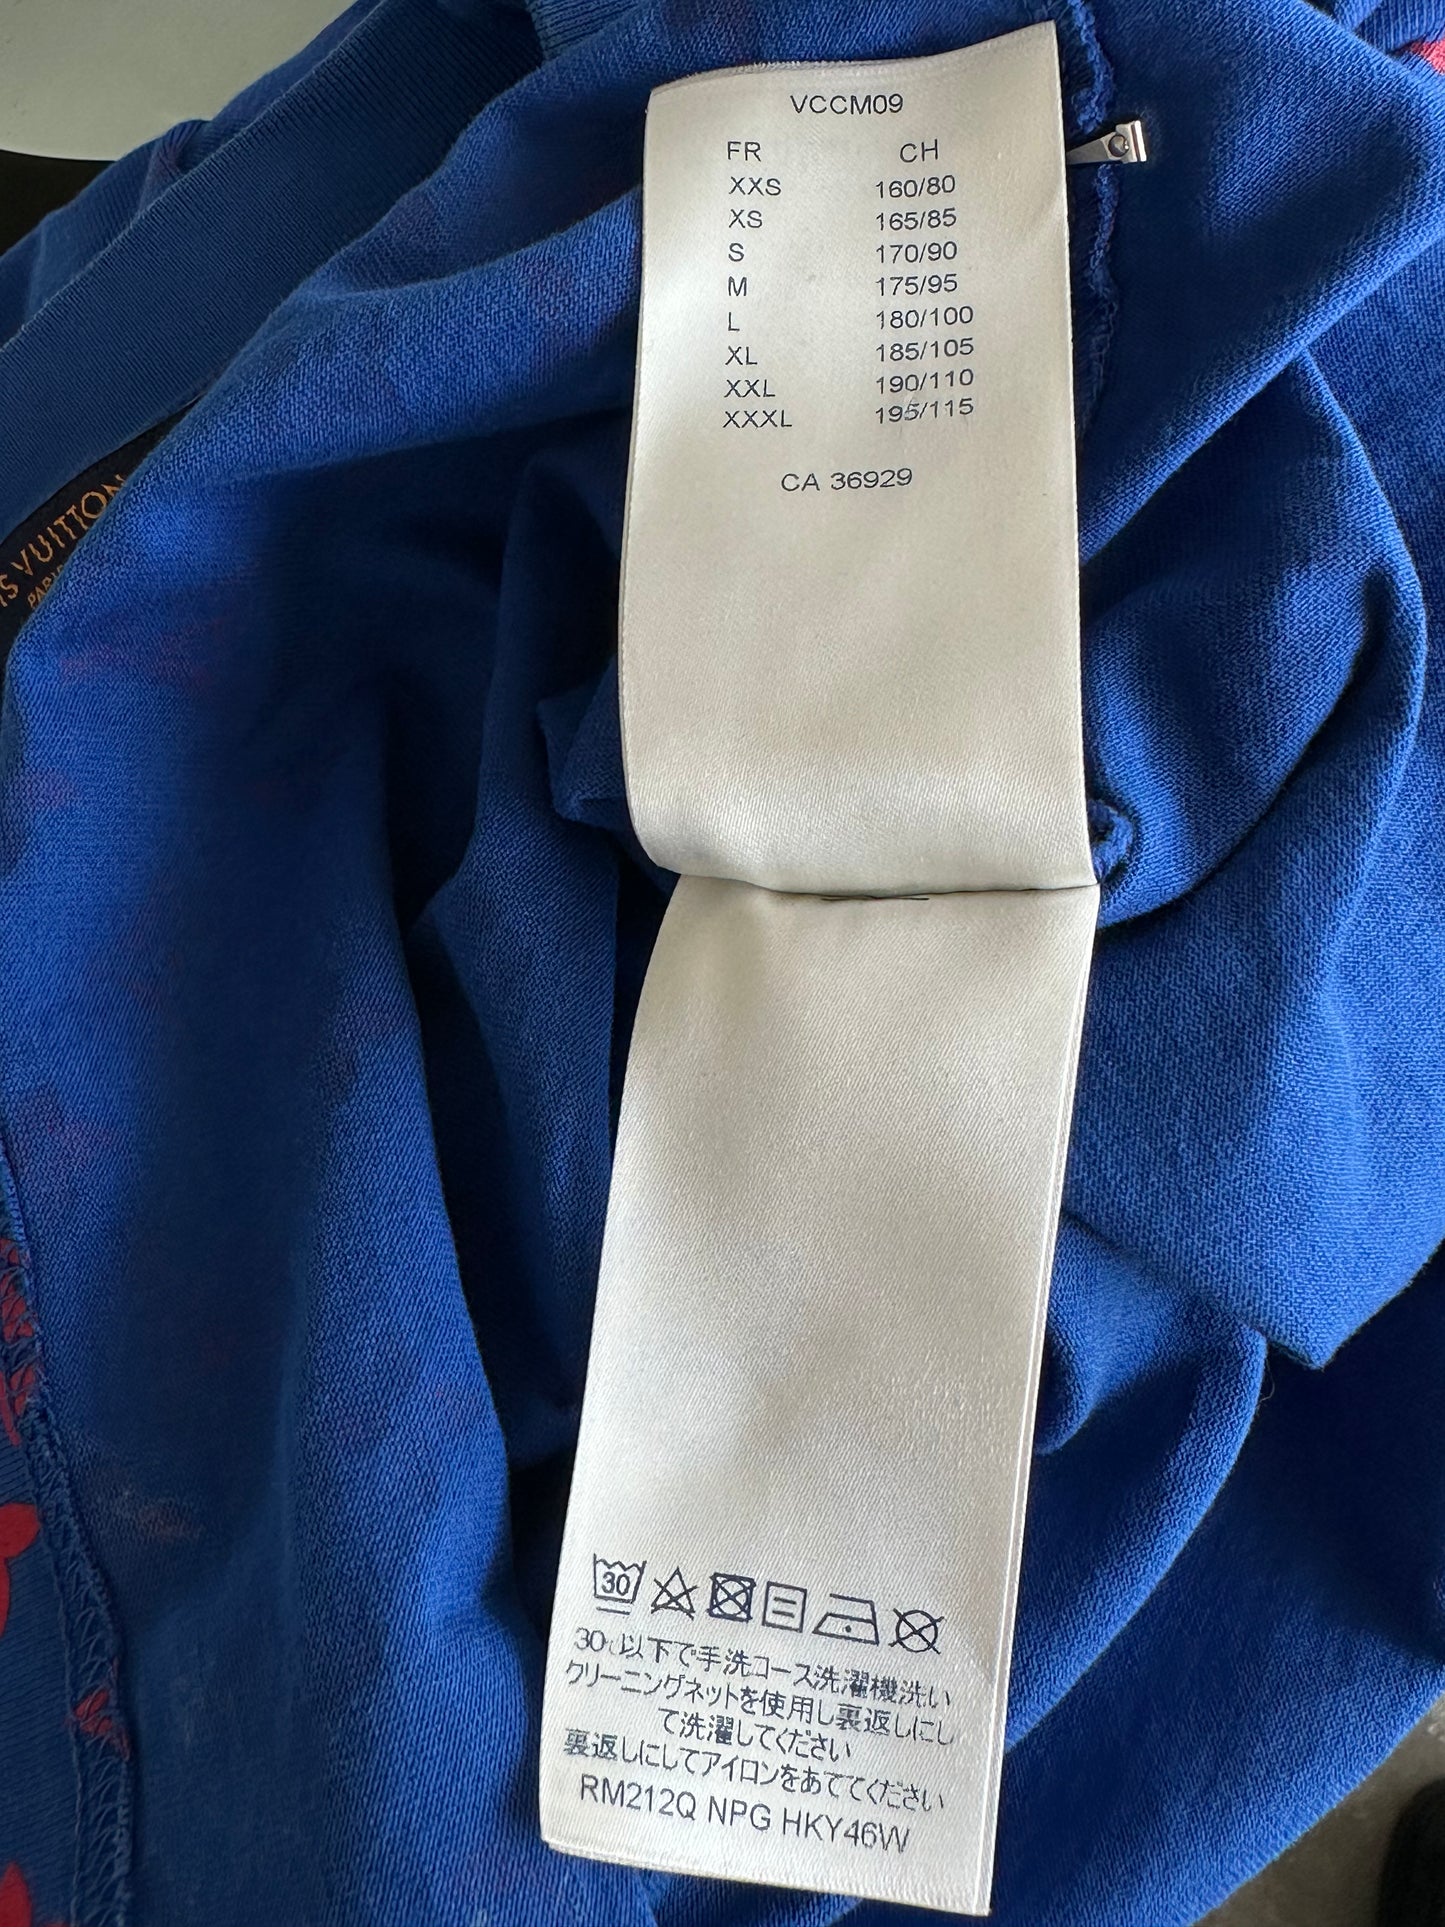 VCCM09
FR CH
XXS 160/80
XS 165/85
S 170/90
M 175/95
L 180/100
XL 185/105
XXL 190/110
XXXL 195/115
CA 36929
VUITTON
30
30℃以下で手洗コース洗濯機洗い
クリーニングネットを使用し裏返しにし
て洗濯してください
裏返しにしてアイロンをあててください
RM212Q NPG HKY46W